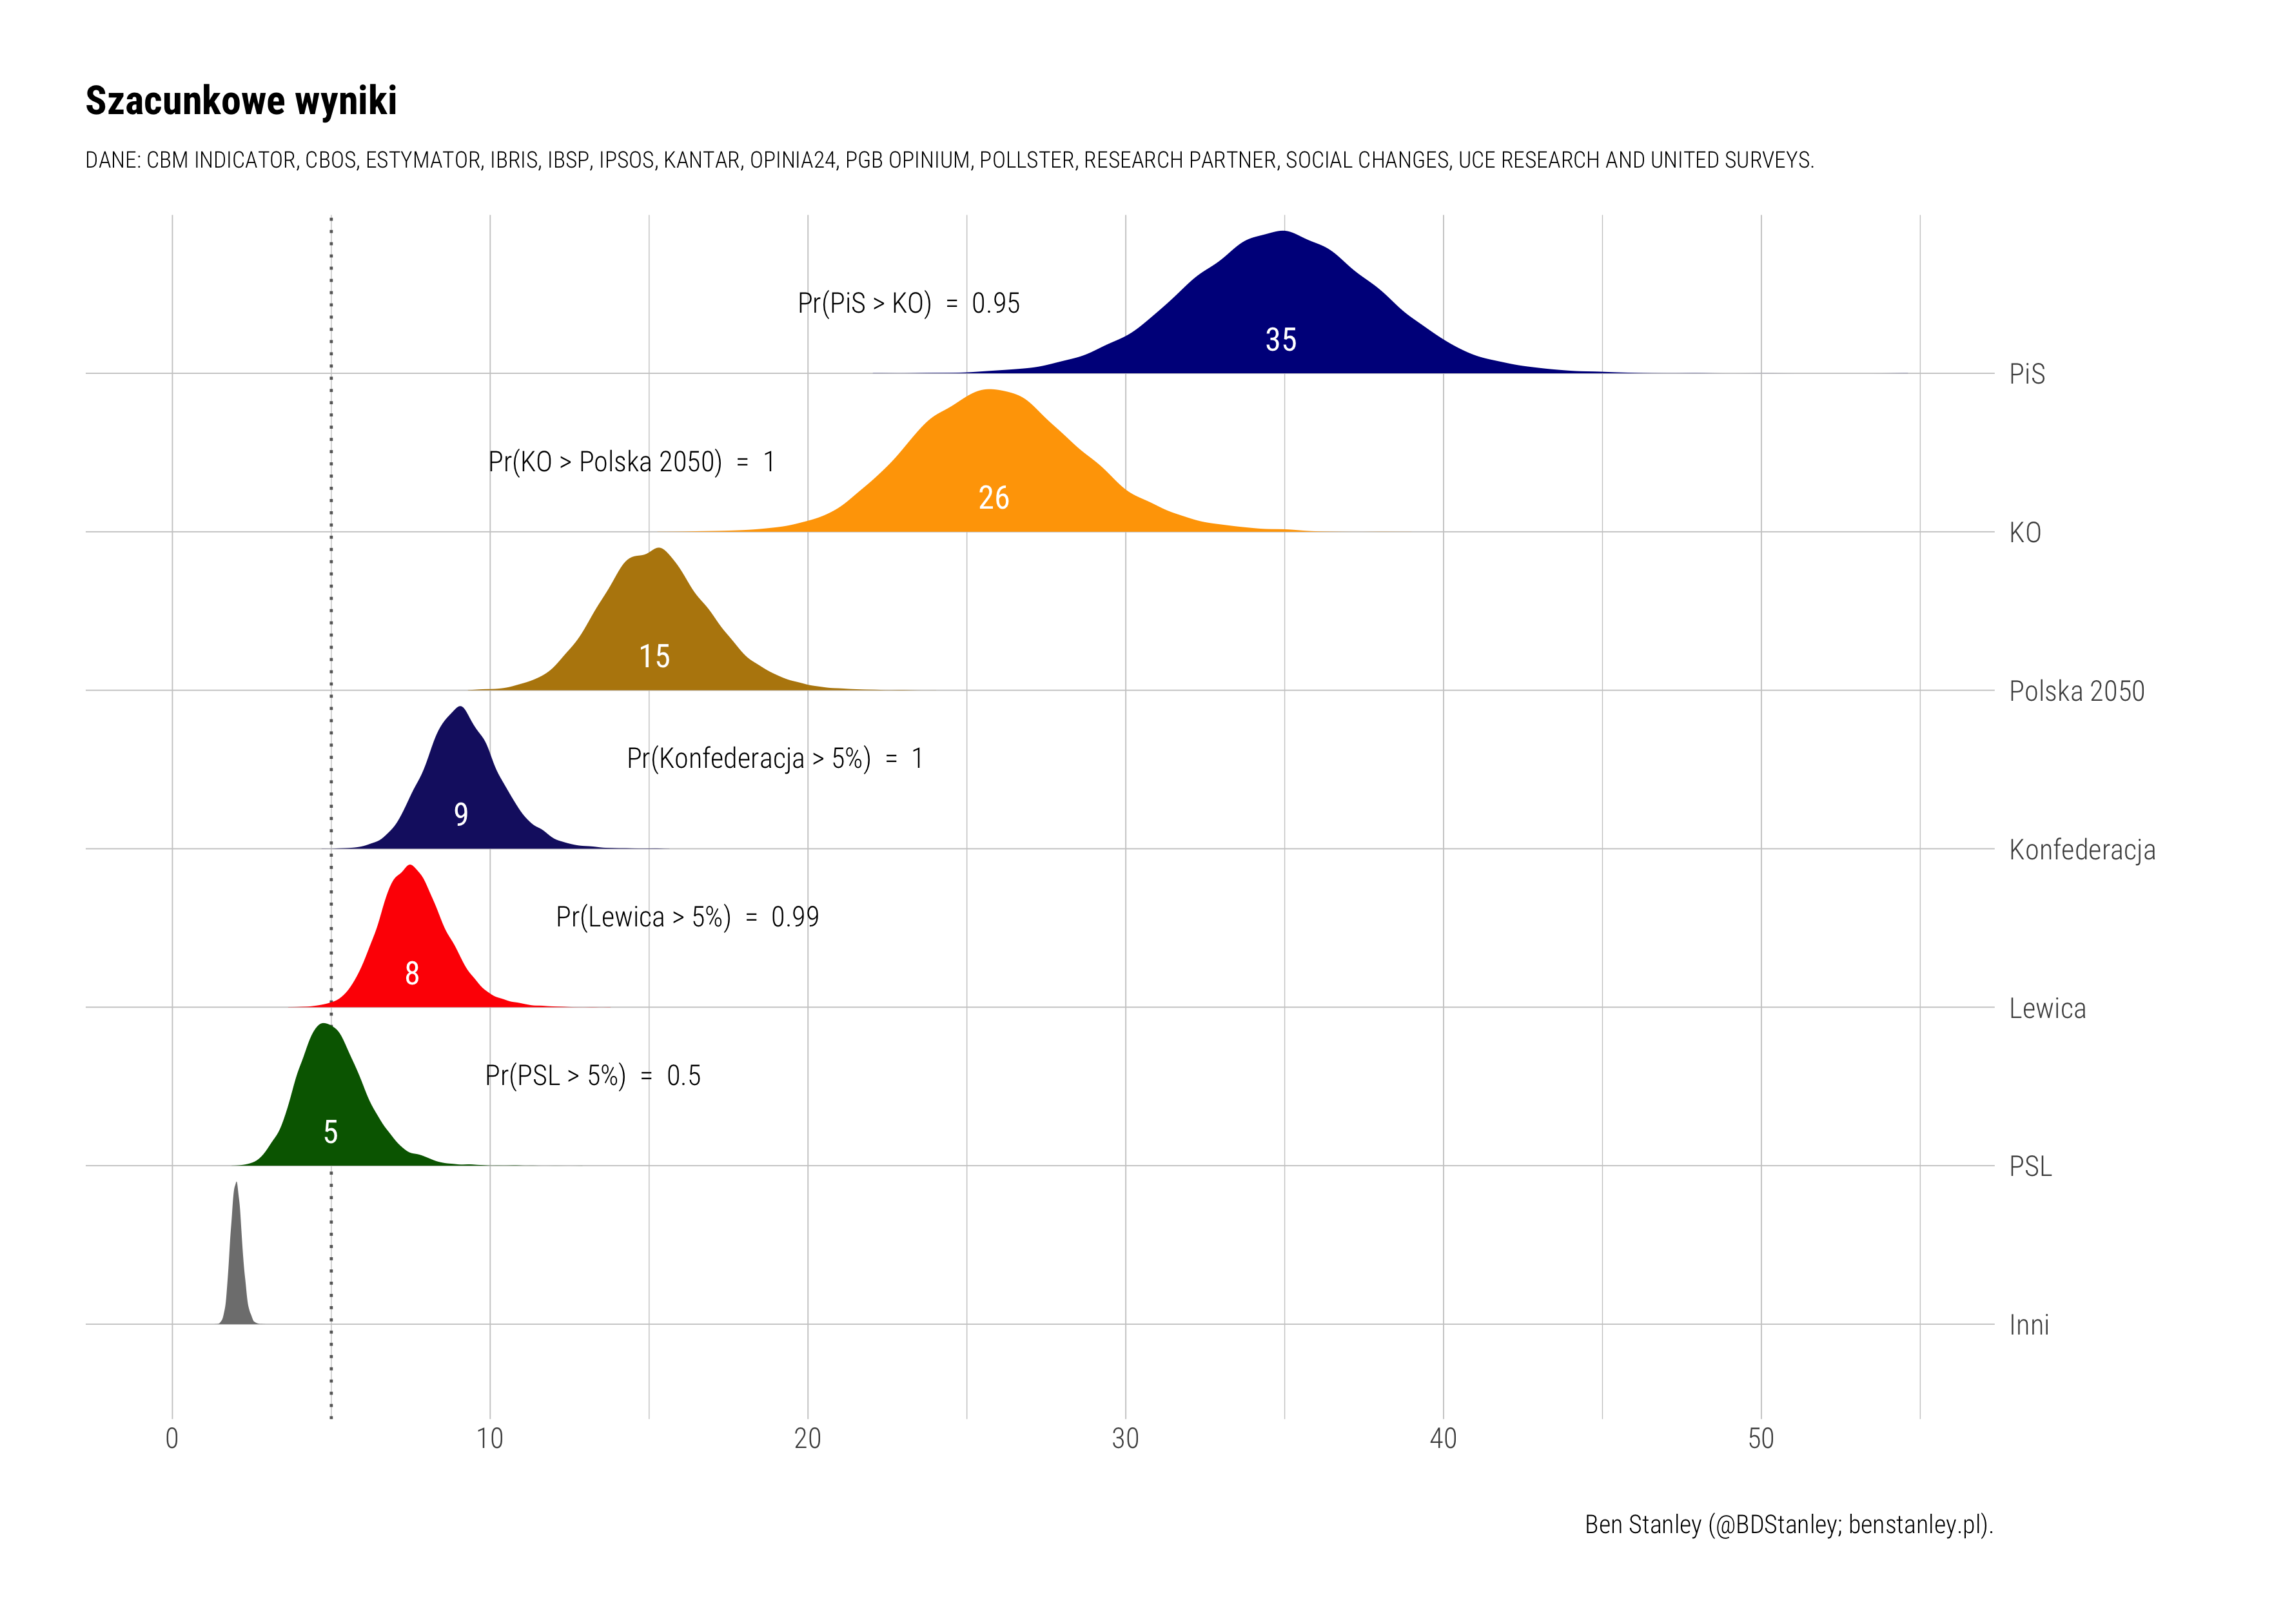 Szacunkowe wyniki
DANE: CBM INDICATOR, CBOS, ESTYMATOR, IBRIS, IBSP, IPSOS, KANTAR, OPINIA24, PGB OPINIUM, POLLSTER, RESEARCH PARTNER, SOCIAL CHANGES, UCE RESEARCH AND UNITED SURVEYS.
Pr(PiS > KO) = 0.95
35
PiS
Pr(KO > Polska 2050) = 1
26
KO
15
Polska 2050
Pr(Konfederacja > 5%) = 1
9
Konfederacja
Pr(Lewica > 5%) = 0.99
8
Lewica
Pr(PSL > 5%) = 0.5
5
PSL
Inni
0 10 20 30 40 50
Ben Stanley (@BDStanley; benstanley.pl).